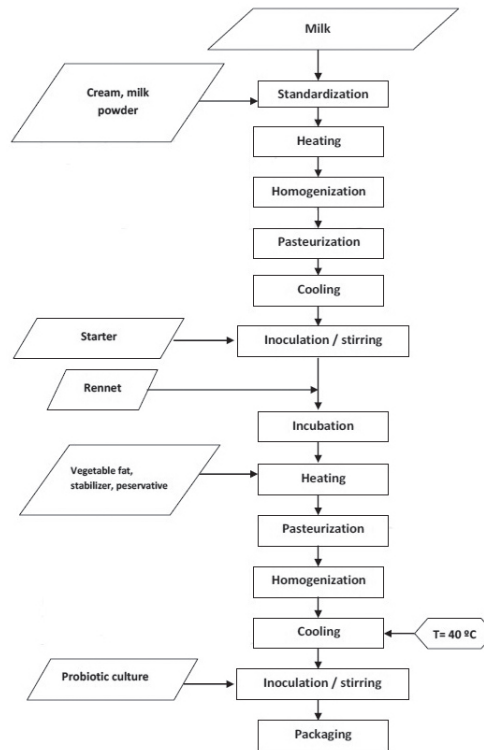 Milk
Cream, milk
powder
Standardization
Heating
Homogenization
Pasteurization
Cooling
Starter
Inoculation / stirring
Rennet
Incubation
Vegetable fat,
stabilizer, peservative
Heating
Pasteurization
Homogenization
Cooling
T= 40 ºC
Probiotic culture
Inoculation / stirring
Packaging